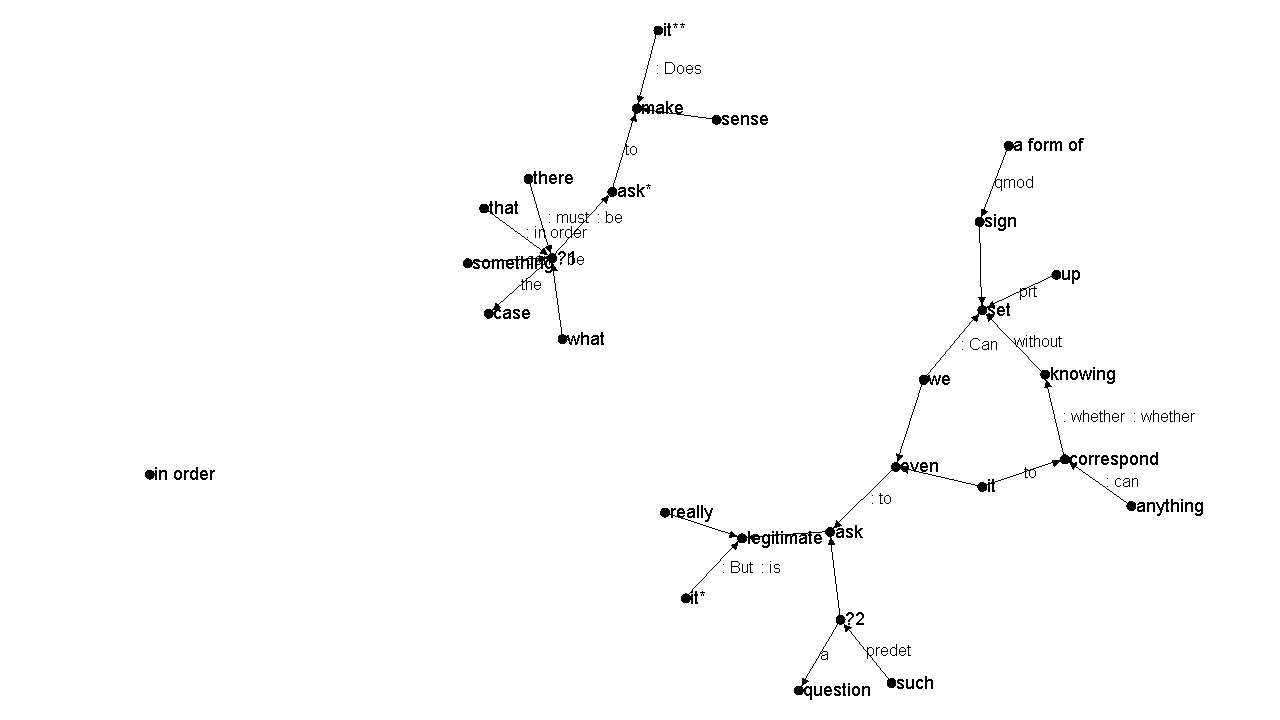 it**
: Does
make
sense
a form of
to
there
qmod
ask*
that
: must : be
sign
: in order
?1
be
something
up
the
prt
case
set
what
: Can
without
we
knowing
: whether : whether
even
correspond
in order
to
: can
it
: to
anything
really
legitimate
ask
: But : is
it*
?2
a
predet
question
such